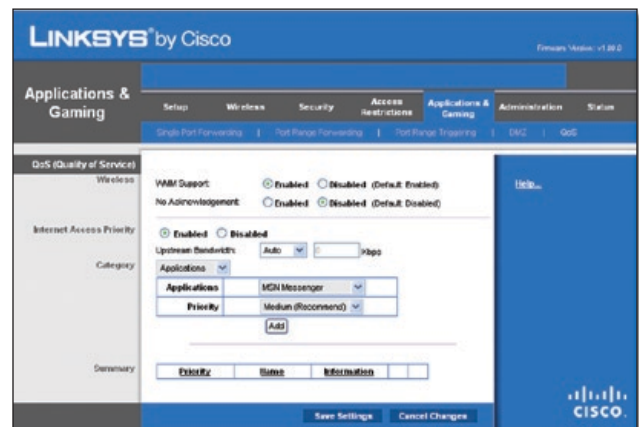 LINKSYS® by Cisco
Firmware Version: v1.00.0
Applications & Gaming
Setup Wireless Security Access Restrictions Applications & Gaming Administration Status
Single Port Forwarding | Port Range Forwarding | Port Range Triggering | DMZ | QoS
QoS (Quality of Service)
Wireless
WMM Support: Enabled Disabled (Default: Enabled)
Help...
No Acknowledgement: Enabled Disabled (Default: Disabled)
Internet Access Priority
Enabled Disabled
Upstream Bandwidth: Auto 0 Kbps
Category
Applications
Applications MSN Messenger
Priority Medium (Recommend)
Add
Summary
Priority Name Information
Save Settings Cancel Changes
CISCO